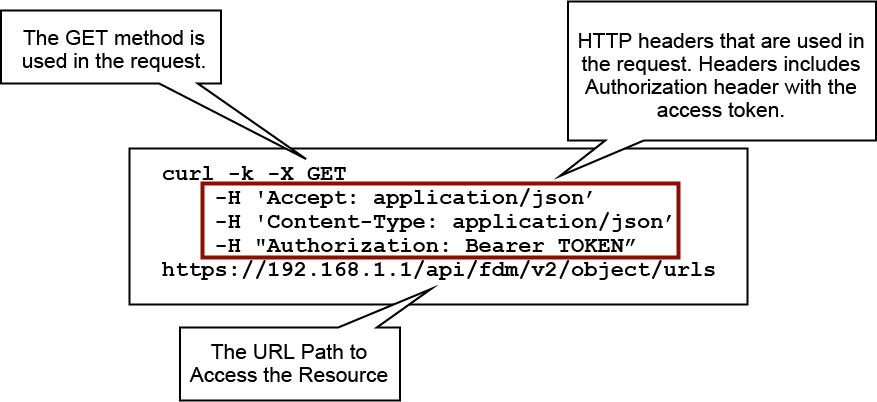 The GET method is
used in the request.
HTTP headers that are used in
the request. Headers includes
Authorization header with the
access token.
curl -k -X GET
-H 'Accept: application/json’
-H 'Content-Type: application/json’
-H "Authorization: Bearer TOKEN”
https://192.168.1.1/api/fdm/v2/object/urls
The URL Path to
Access the Resource